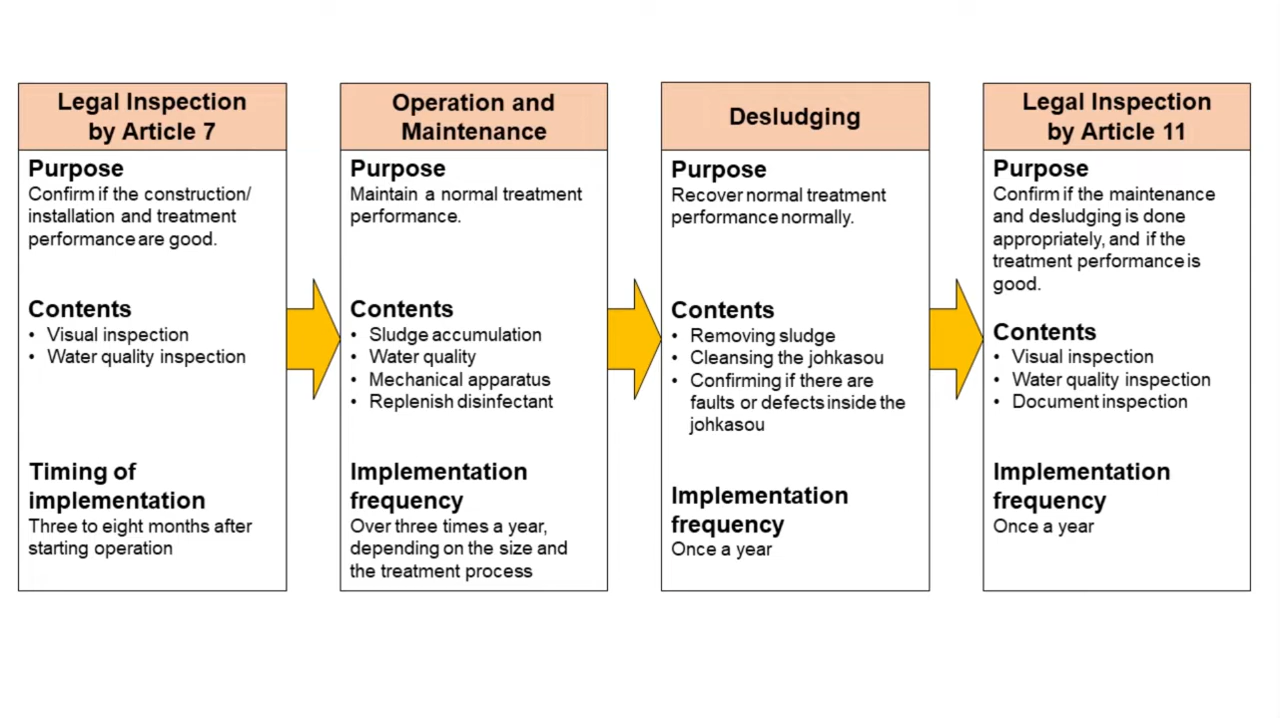 Legal Inspection
by Article 7
Purpose
Confirm if the construction/
installation and treatment
performance are good.
Contents
• Visual inspection
• Water quality inspection
Timing of
implementation
Three to eight months after
starting operation
Operation and
Maintenance
Purpose
Maintain a normal treatment
performance.
Contents
• Sludge accumulation
• Water quality
• Mechanical apparatus
• Replenish disinfectant
Implementation
frequency
Over three times a year,
depending on the size and
the treatment process
Desludging
Purpose
Recover normal treatment
performance normally.
Contents
• Removing sludge
• Cleansing the johkasou
• Confirming if there are
faults or defects inside the
johkasou
Implementation
frequency
Once a year
Legal Inspection
by Article 11
Purpose
Confirm if the maintenance
and desludging is done
appropriately, and if the
treatment performance is
good.
Contents
• Visual inspection
• Water quality inspection
• Document inspection
Implementation
frequency
Once a year